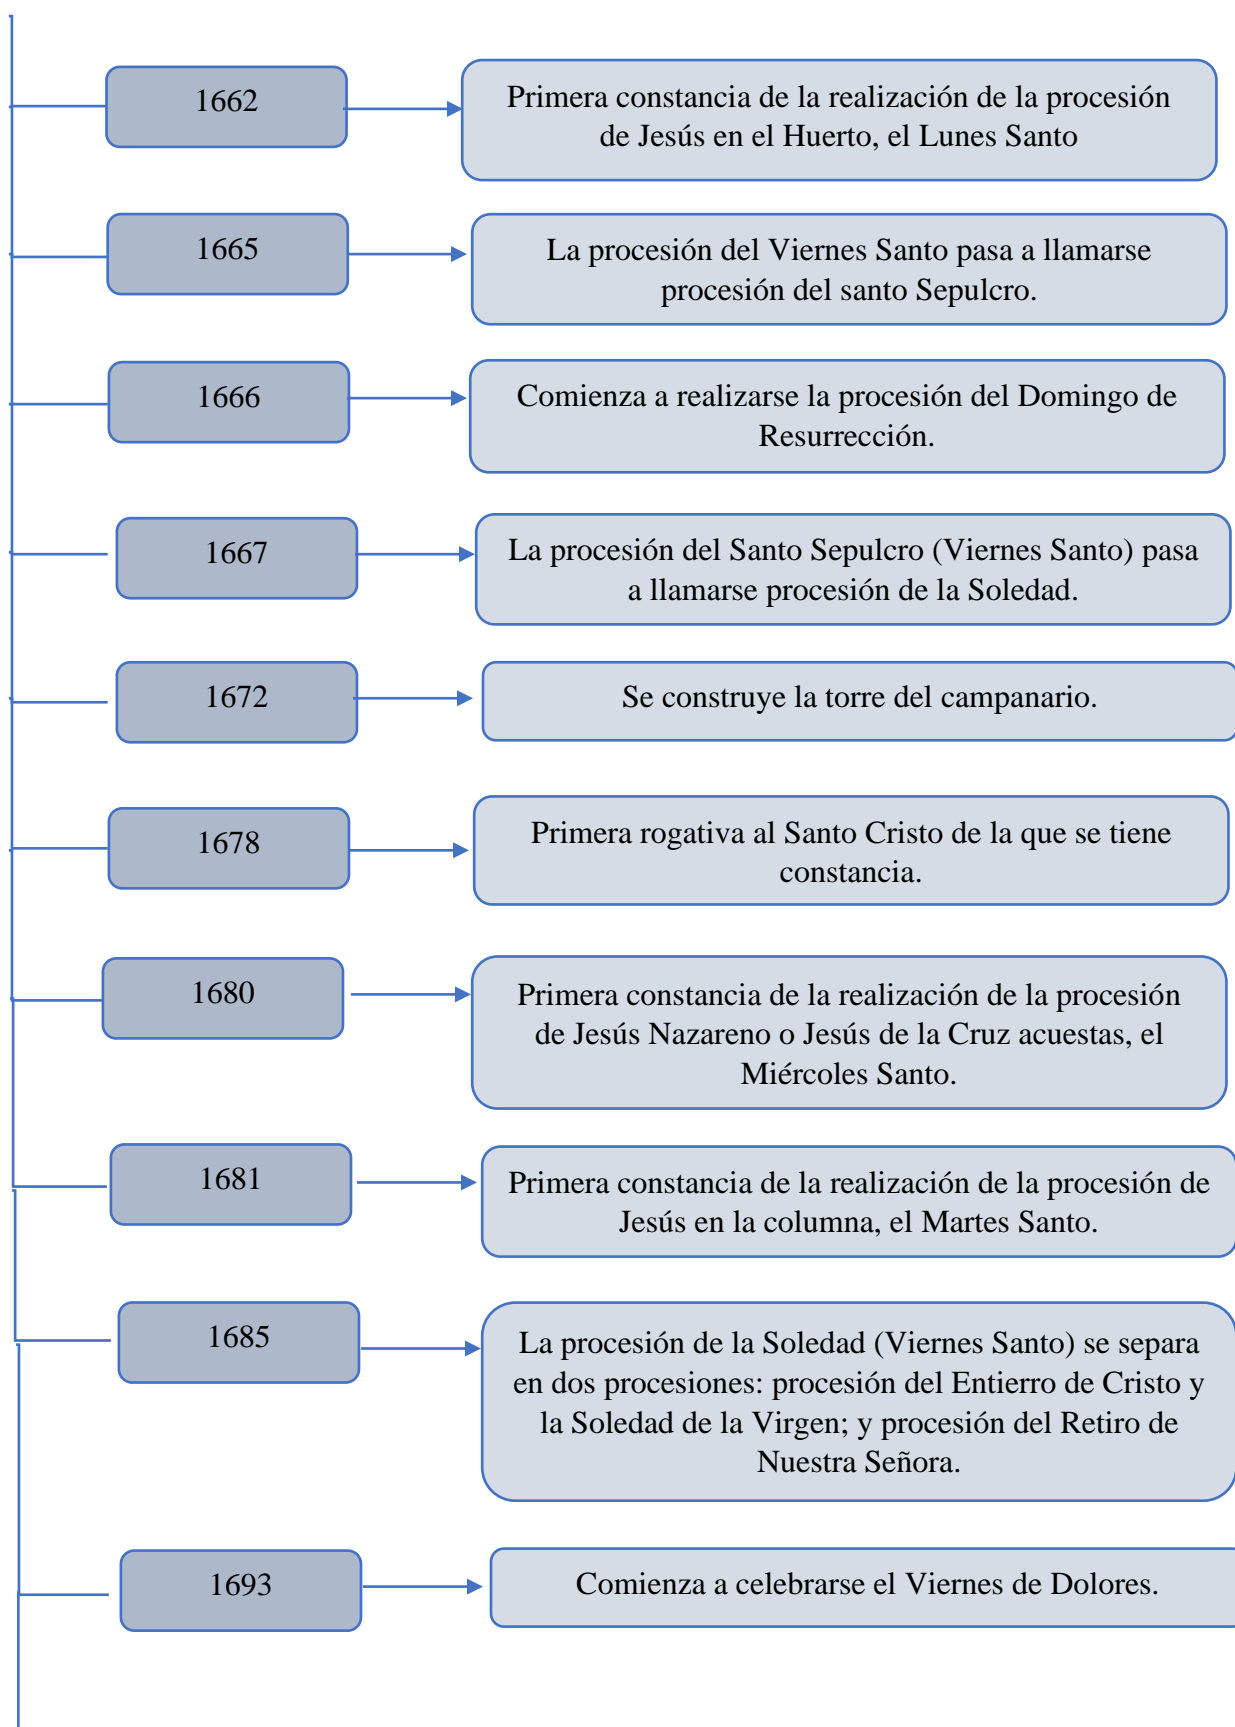 1662
Primera constancia de la realización de la procesión
de Jesús en el Huerto, el Lunes Santo
1665
La procesión del Viernes Santo pasa a llamarse
procesión del santo Sepulcro.
1666
Comienza a realizarse la procesión del Domingo de
Resurrección.
1667
La procesión del Santo Sepulcro (Viernes Santo) pasa
a llamarse procesión de la Soledad.
1672
Se construye la torre del campanario.
1678
Primera rogativa al Santo Cristo de la que se tiene
constancia.
1680
Primera constancia de la realización de la procesión
de Jesús Nazareno o Jesús de la Cruz acuestas, el
Miércoles Santo.
1681
Primera constancia de la realización de la procesión de
Jesús en la columna, el Martes Santo.
1685
La procesión de la Soledad (Viernes Santo) se separa
en dos procesiones: procesión del Entierro de Cristo y
la Soledad de la Virgen; y procesión del Retiro de
Nuestra Señora.
1693
Comienza a celebrarse el Viernes de Dolores.